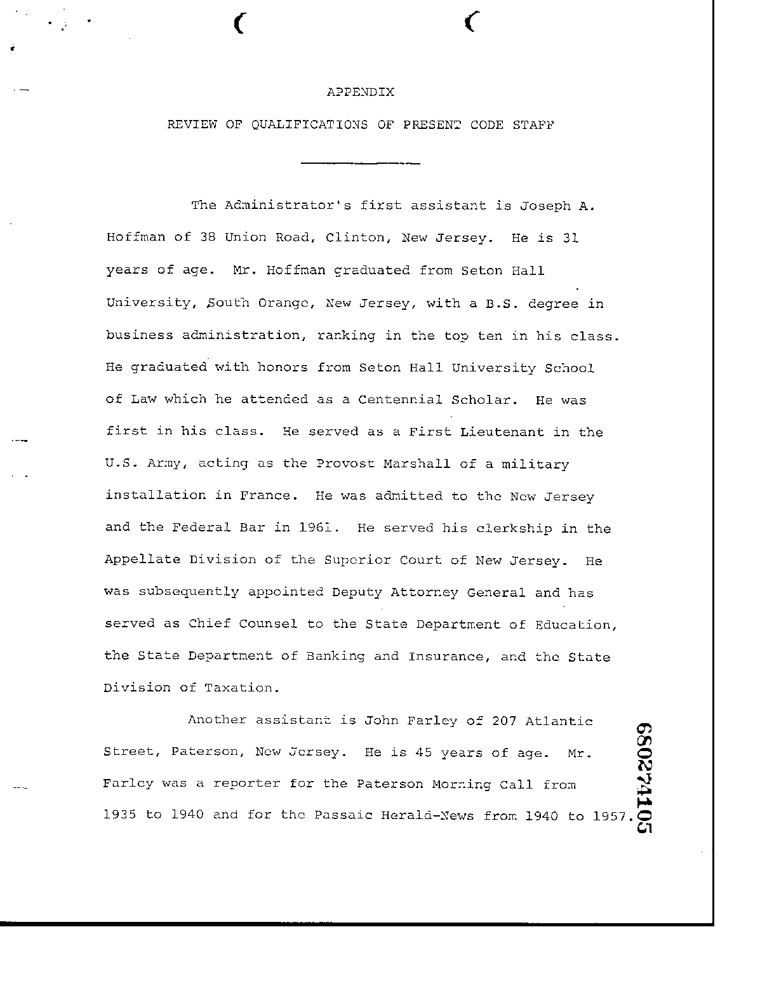 APPENDIX
REVIEW OF QUALIFICATIONS OF PRESENT CODE STAFF
The Administrator's first assistant is Joseph A.
Hoffman of 38 Union Road, Clinton, New Jersey. He is 31
years of age. Mr. Hoffman graduated from Seton Hall
University, South Orange, New Jersey, with a B.S. degree in
business administration, ranking in the top ten in his class.
He graduated with honors from Seton Hall University School
of Law which he attended as a Centennial Scholar. He was
first in his class. He served as a First Lieutenant in the
U.S. Army, acting as the Provost Marshall of a military
installation in France. He was admitted to the New Jersey
and the Federal Bar in 1961. He served his clerkship in the
Appellate Division of the Superior Court of New Jersey. He
was subsequently appointed Deputy Attorney General and has
served as Chief Counsel to the State Department of Education,
the State Department of Banking and Insurance, and the State
Division of Taxation.
Another assistant is John Farley of 207 Atlantic
Street, Paterson, New Jersey. He is 45 years of age. Mr.
Farley was a reporter for the Paterson Morning Call from
1935 to 1940 and for the Passaic Herald-News from 1940 to 1957.
680274105